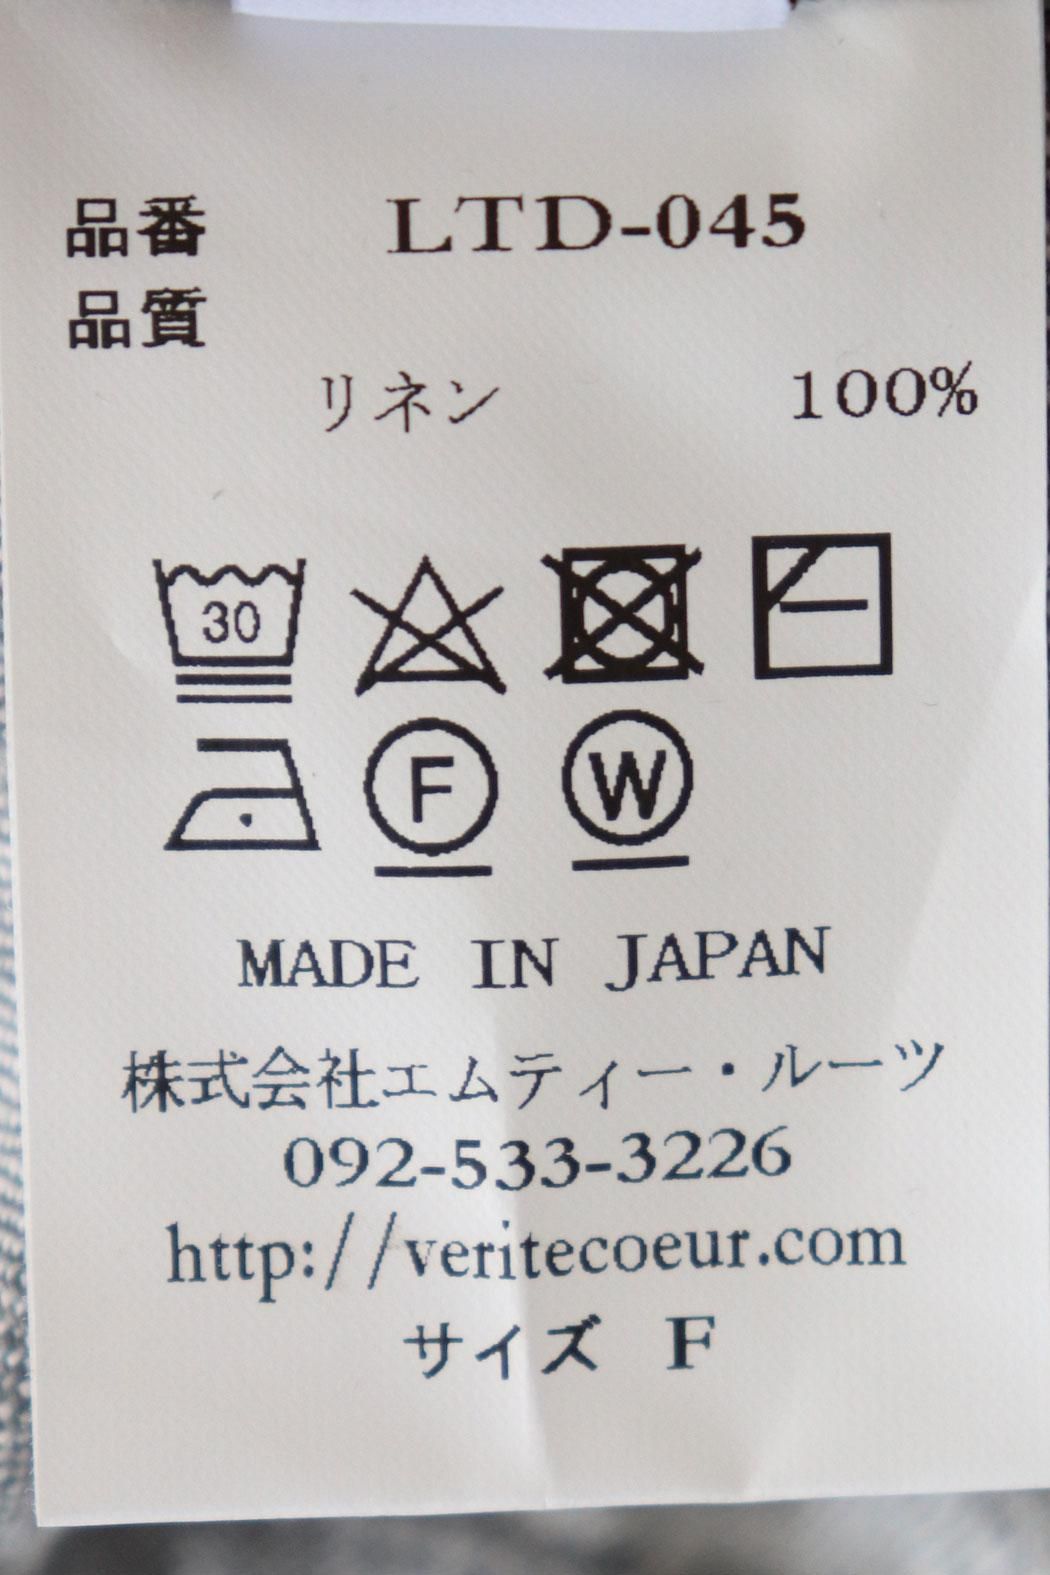 品番 LTD-045
品質
リネン 100%
30
F W
MADE IN JAPAN
株式会社エムティー・ルーツ
092-533-3226
http://veritecoeur.com
サイズ F